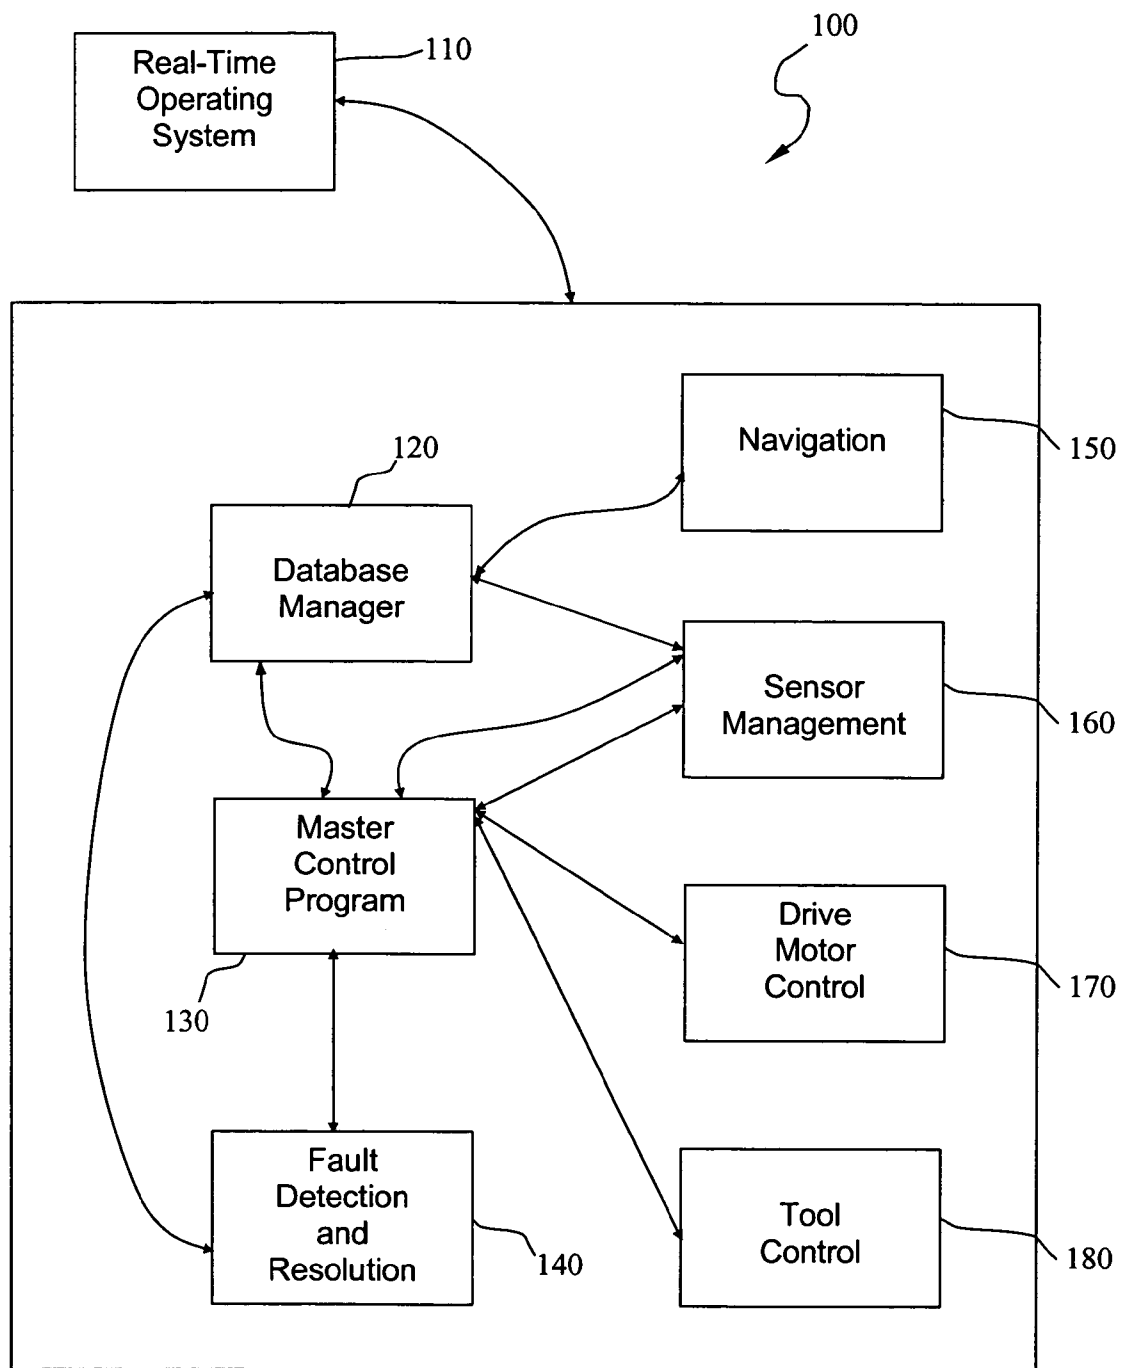 100
110
Real-Time
Operating
System
150
Navigation
120
Database
Manager
Sensor
Management
160
Master
Control
Program
130
Drive
Motor
Control
170
Fault
Detection
and
Resolution
140
Tool
Control
180